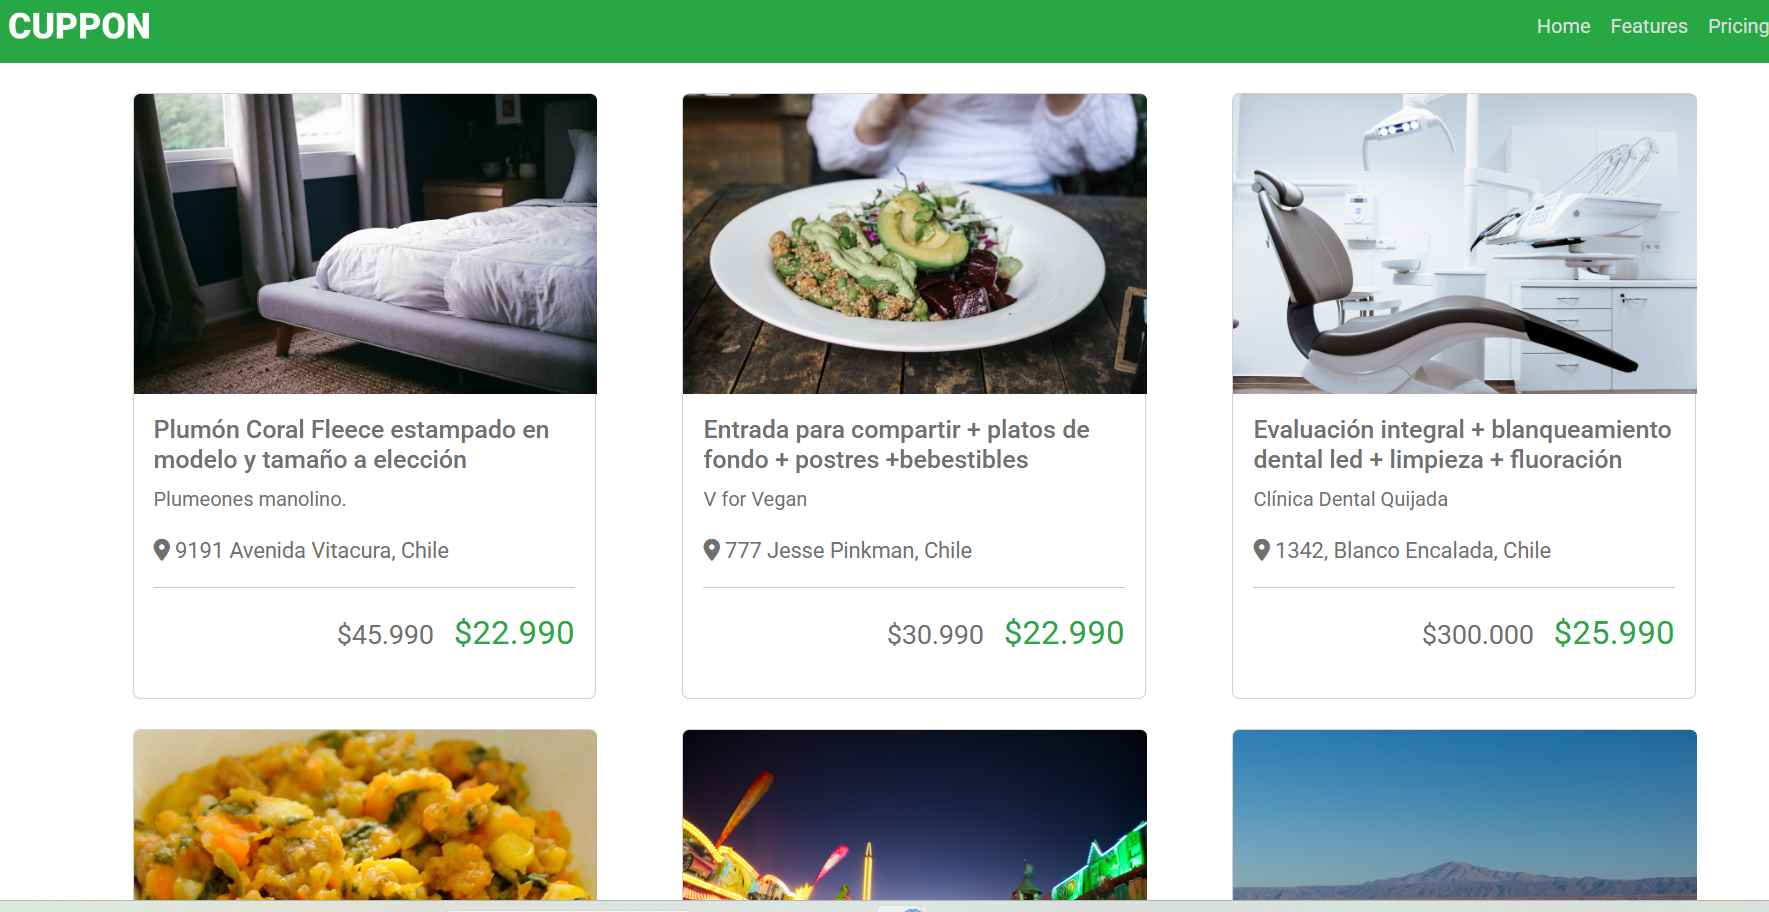 CUPPON
Home Features Pricing
Plumón Coral Fleece estampado en
modelo y tamaño a elección
Plumeones manolino.
9191 Avenida Vitacura, Chile
$45.990 $22.990
Entrada para compartir + platos de
fondo + postres +bebestibles
V for Vegan
777 Jesse Pinkman, Chile
$30.990 $22.990
Evaluación integral + blanqueamiento
dental led + limpieza + fluoración
Clínica Dental Quijada
1342, Blanco Encalada, Chile
$300.000 $25.990